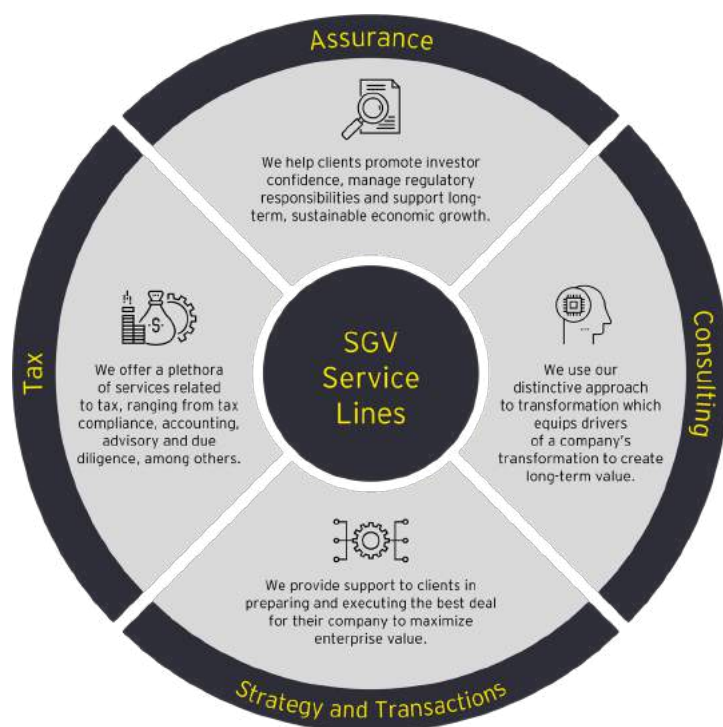 Assurance
We help clients promote investor
confidence, manage regulatory
responsibilities and support long-
term, sustainable economic growth.
Tax
We offer a plethora
of services related
to tax, ranging from tax
compliance, accounting,
advisory and due
diligence, among others.
SGV
Service
Lines
Consulting
We use our
distinctive approach
to transformation which
equips drivers
of a company's
transformation to create
long-term value.
We provide support to clients in
preparing and executing the best deal
for their company to maximize
enterprise value.
Strategy and Transactions